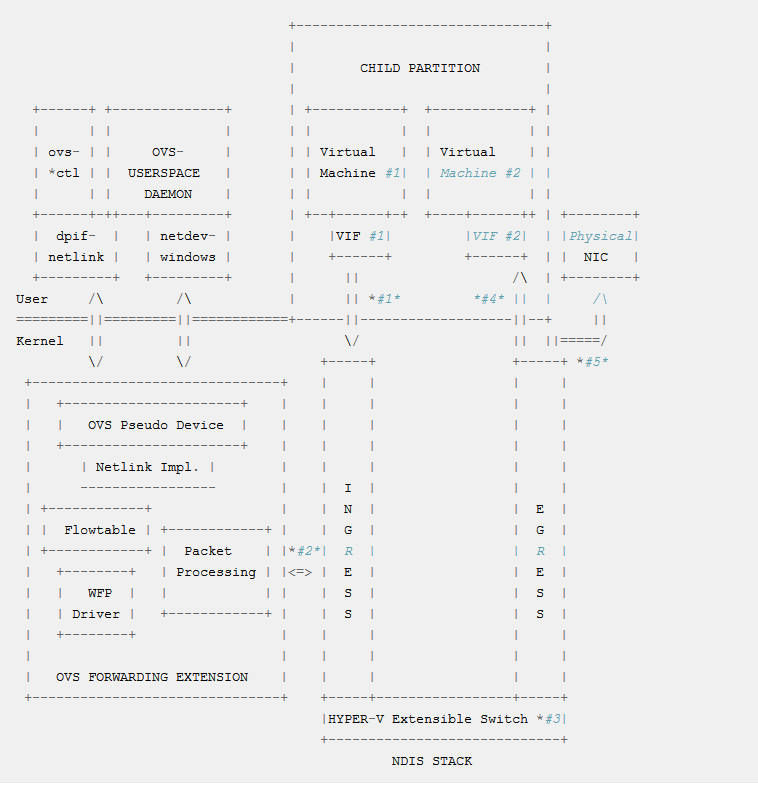 CHILD PARTITION
ovs- OVS- Virtual Virtual
*ctl USERSPACE Machine #1 Machine #2
DAEMON
dpif- netdev- VIF #1 VIF #2 Physical
netlink windows NIC
User *#1* *#4*
Kernel
*#5*
OVS Pseudo Device
Netlink Impl.
I
N E
Flowtable G G
Packet *#2* R R
Processing <=> E E
WFP S S
Driver S S
OVS FORWARDING EXTENSION
HYPER-V Extensible Switch *#3
NDIS STACK